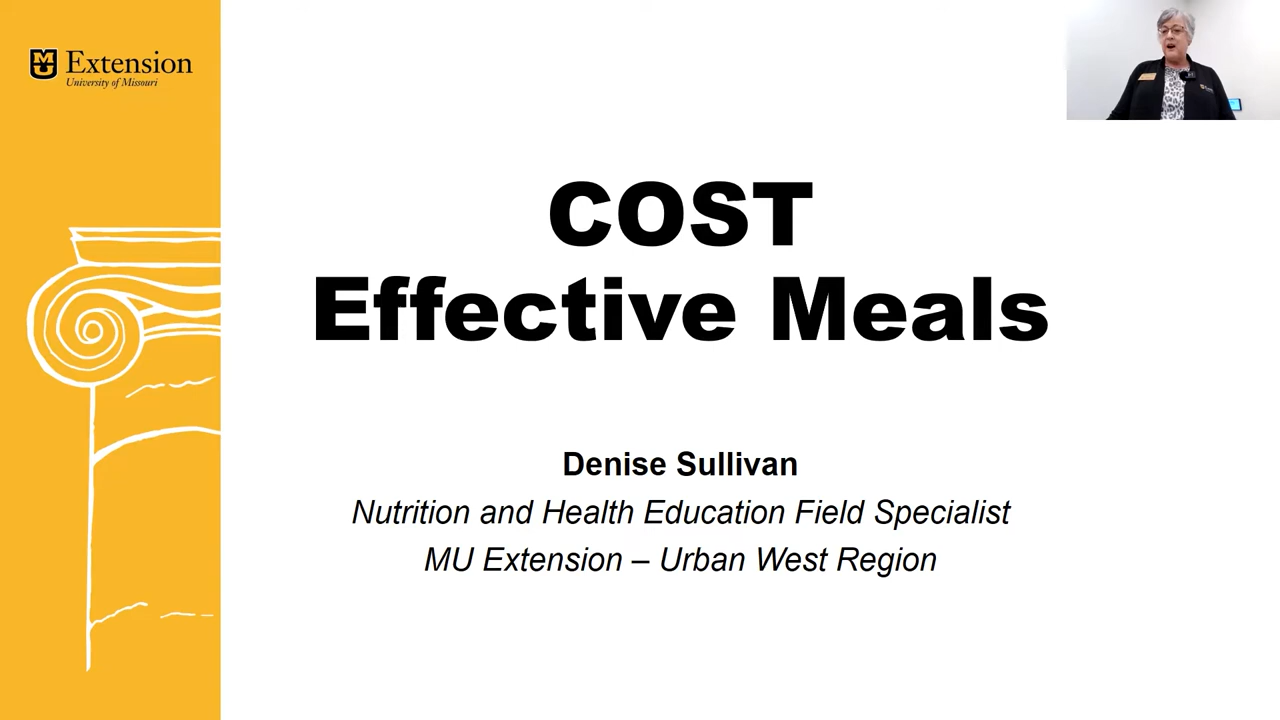 MU Extension
University of Missouri
COST
Effective Meals
Denise Sullivan
Nutrition and Health Education Field Specialist
MU Extension – Urban West Region